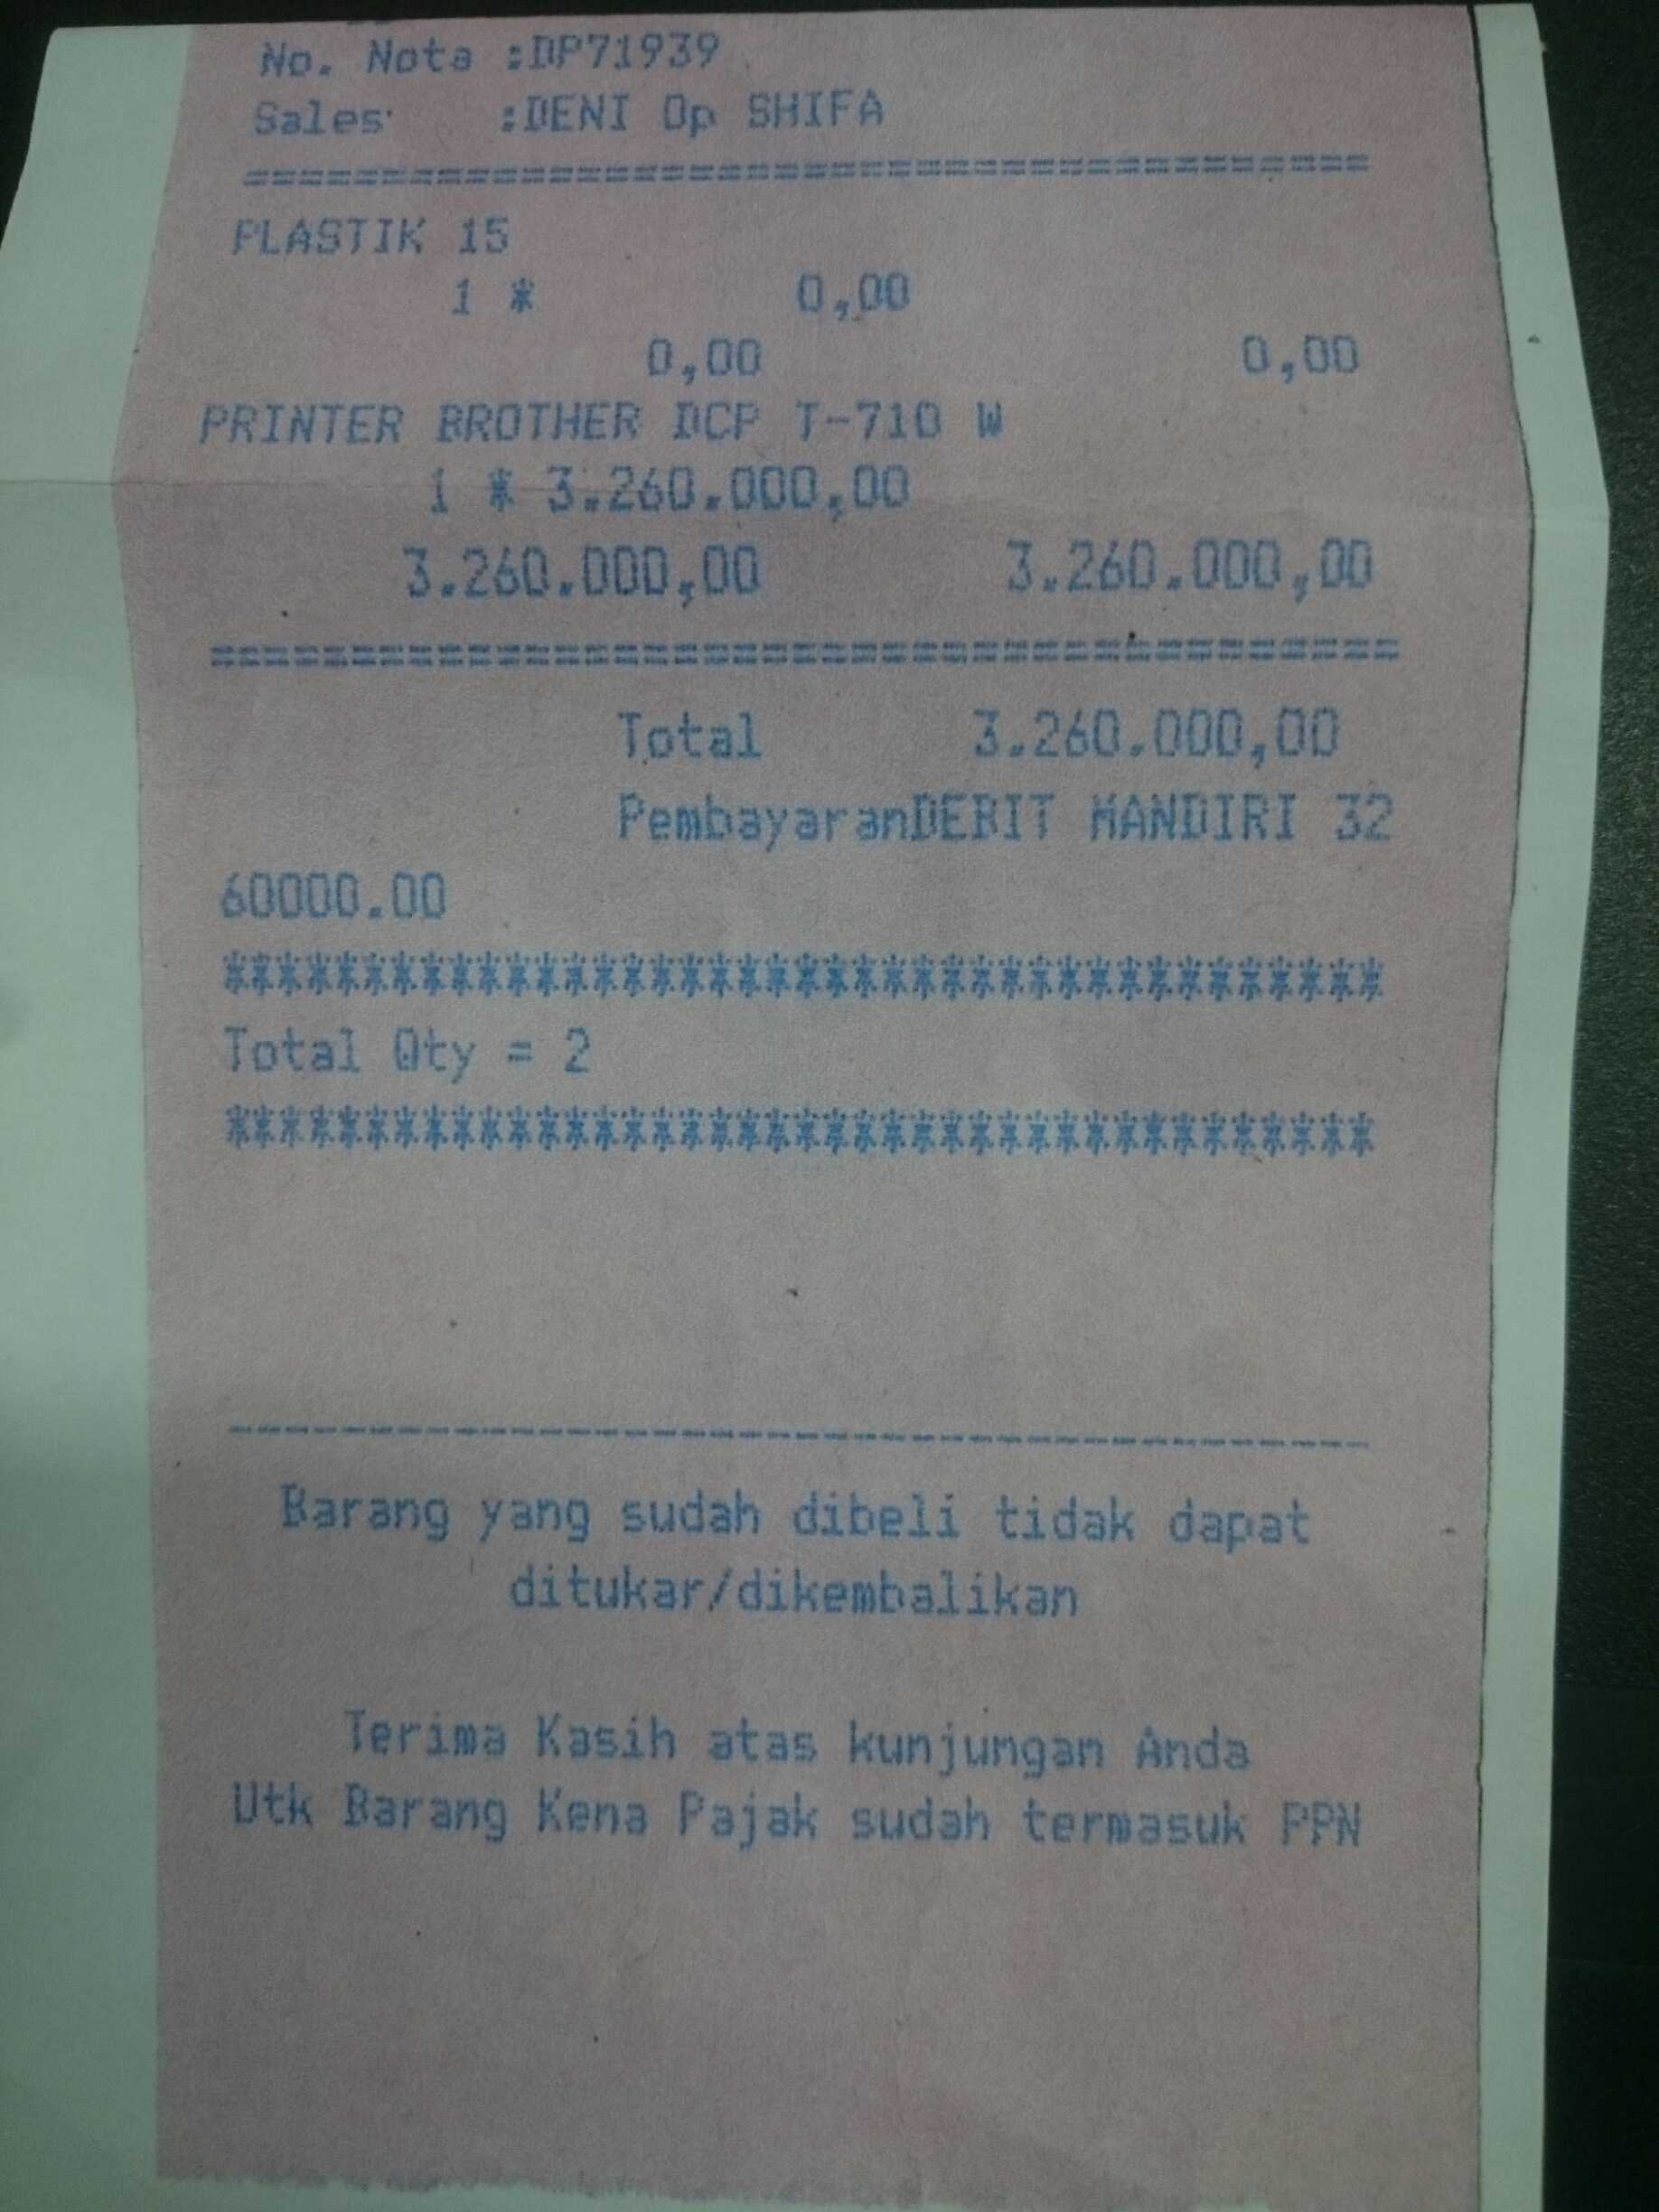 No. Nota :DP71939
Sales :DENI Op SHIFA
========================================
PLASTIK 15
1 * 0,00
0,00 0,00
PRINTER BROTHER DCP T-710 W
1 * 3.260.000,00
3.260.000,00 3.260.000,00
========================================
Total 3.260.000,00
PembayaranDEBIT MANDIRI 32
60000.00
****************************************
Total Qty = 2
****************************************
----------------------------------------
Barang yang sudah dibeli tidak dapat
ditukar/dikembalikan
Terima Kasih atas kunjungan Anda
Utk Barang Kena Pajak sudah termasuk PPN